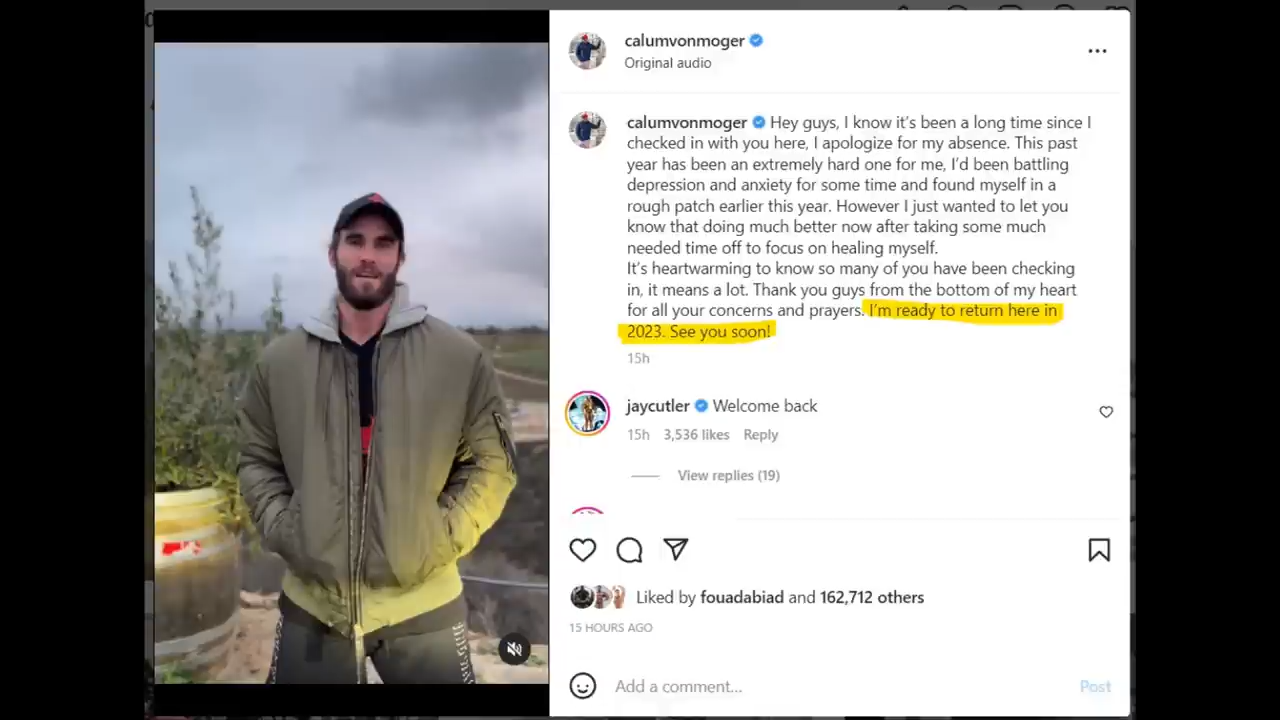 calumvonmoger
Original audio
calumvonmoger Hey guys, I know it's been a long time since I
checked in with you here, I apologize for my absence. This past
year has been an extremely hard one for me, I'd been battling
depression and anxiety for some time and found myself in a
rough patch earlier this year. However I just wanted to let you
know that doing much better now after taking some much
needed time off to focus on healing myself.
It's heartwarming to know so many of you have been checking
in, it means a lot. Thank you guys from the bottom of my heart
for all your concerns and prayers. I'm ready to return here in
2023. See you soon!
15h
jaycutler Welcome back
15h 3,536 likes Reply
View replies (19)
Liked by fouadabiad and 162,712 others
15 HOURS AGO
Add a comment... Post